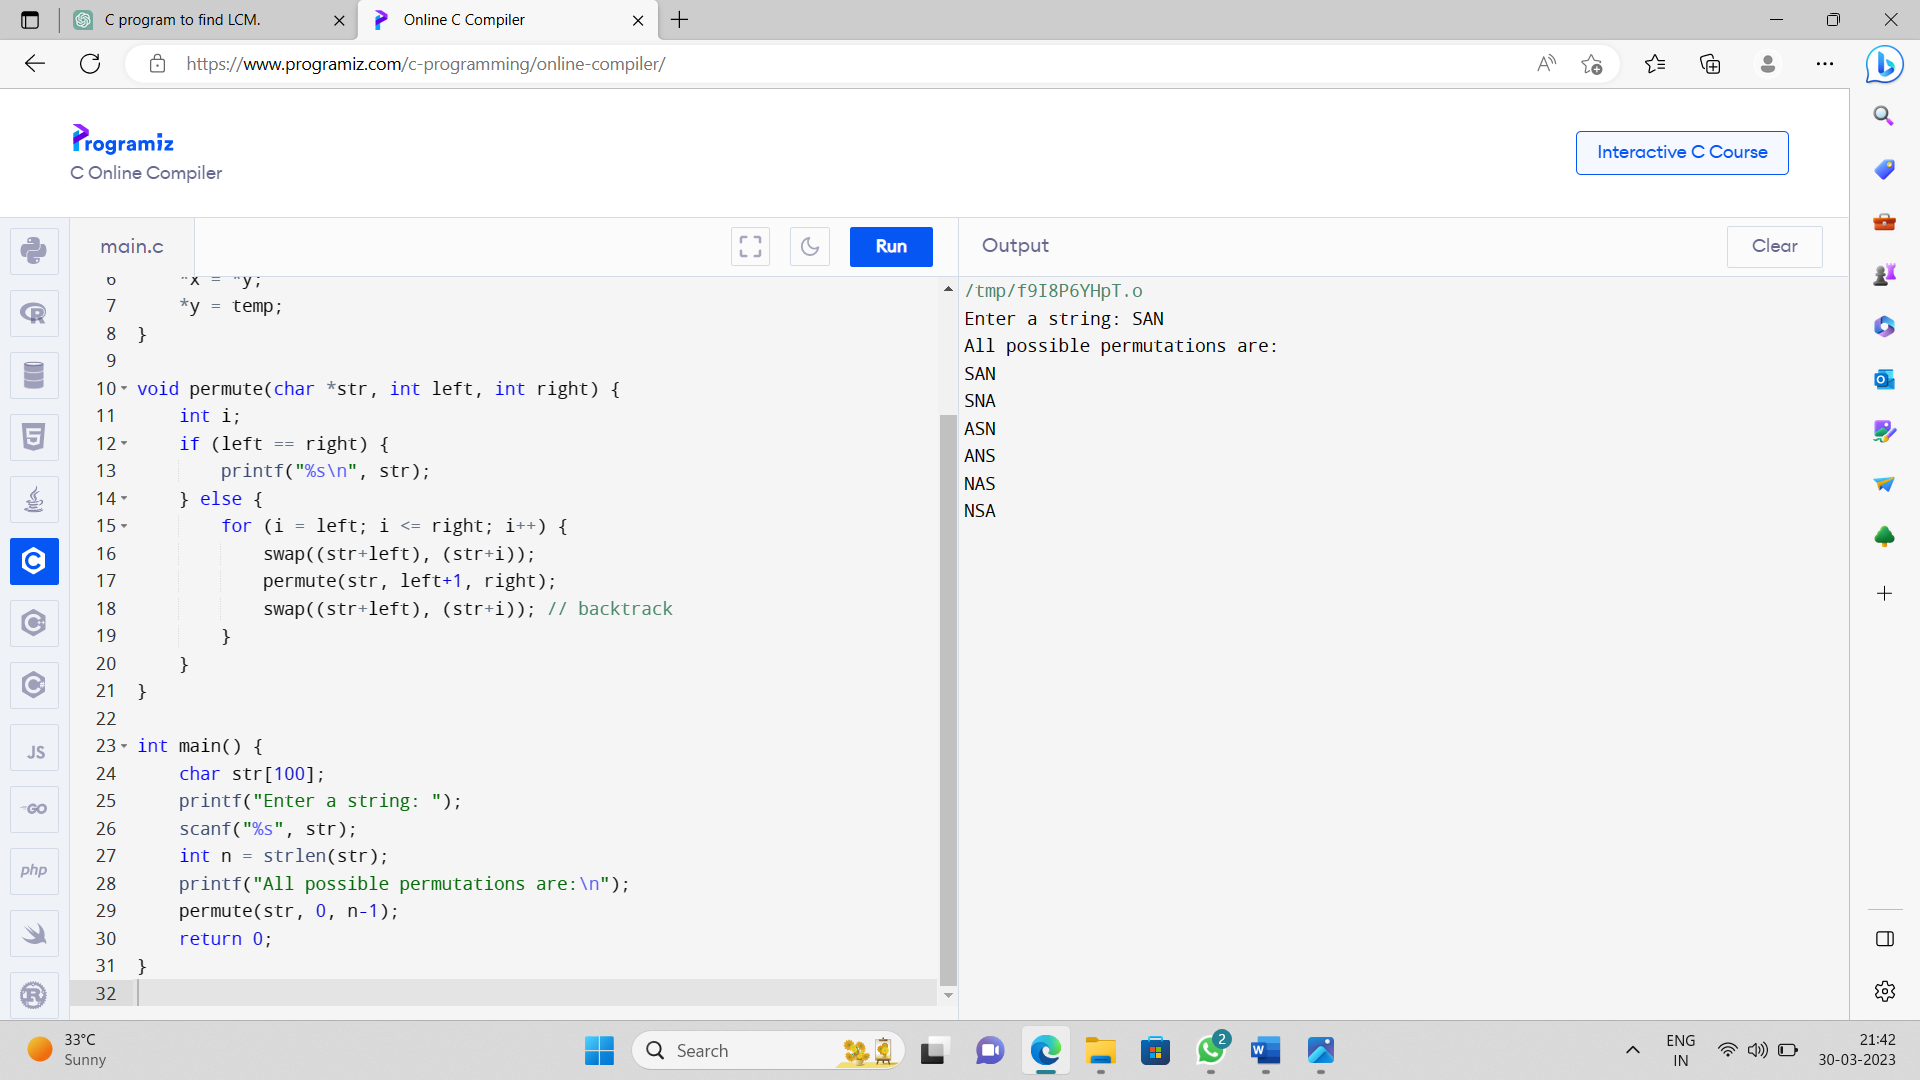 C program to find LCM.
Online C Compiler
https://www.programiz.com/c-programming/online-compiler/
Programiz
C Online Compiler
Interactive C Course
main.c
Run
Output
Clear
6 *x = *y;
7 *y = temp;
8 }
9
10 void permute(char *str, int left, int right) {
11 int i;
12 if (left == right) {
13 printf("%s\n", str);
14 } else {
15 for (i = left; i <= right; i++) {
16 swap((str+left), (str+i));
17 permute(str, left+1, right);
18 swap((str+left), (str+i)); // backtrack
19 }
20 }
21 }
22
23 int main() {
24 char str[100];
25 printf("Enter a string: ");
26 scanf("%s", str);
27 int n = strlen(str);
28 printf("All possible permutations are:\n");
29 permute(str, 0, n-1);
30 return 0;
31 }
32
/tmp/f9I8P6YHpT.o
Enter a string: SAN
All possible permutations are:
SAN
SNA
ASN
ANS
NAS
NSA
R
5
JS
GO
php
33°C
Sunny
Search
2
ENG
IN
21:42
30-03-2023